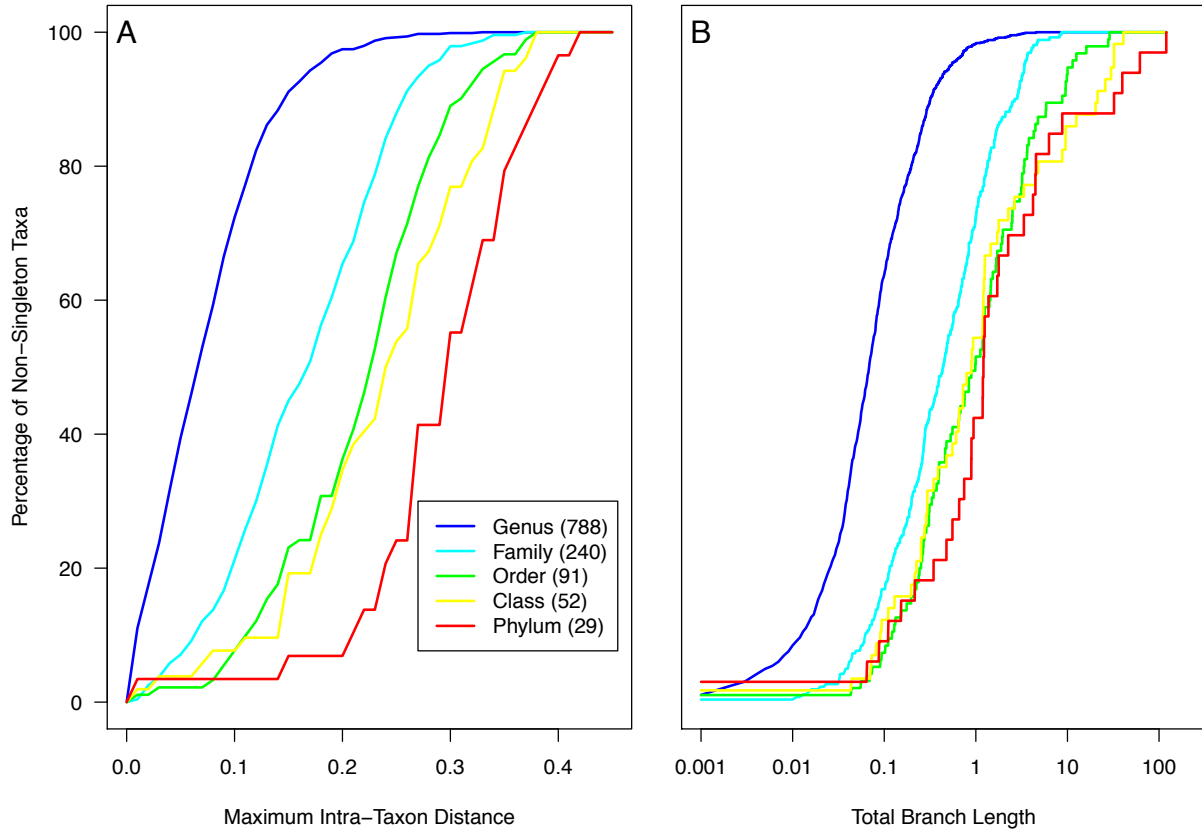 A
B
Percentage of Non−Singleton Taxa
100
80
60
40
20
0
Genus (788)
Family (240)
Order (91)
Class (52)
Phylum (29)
0.0 0.1 0.2 0.3 0.4
0.001 0.01 0.1 1 10 100
Maximum Intra−Taxon Distance
Total Branch Length